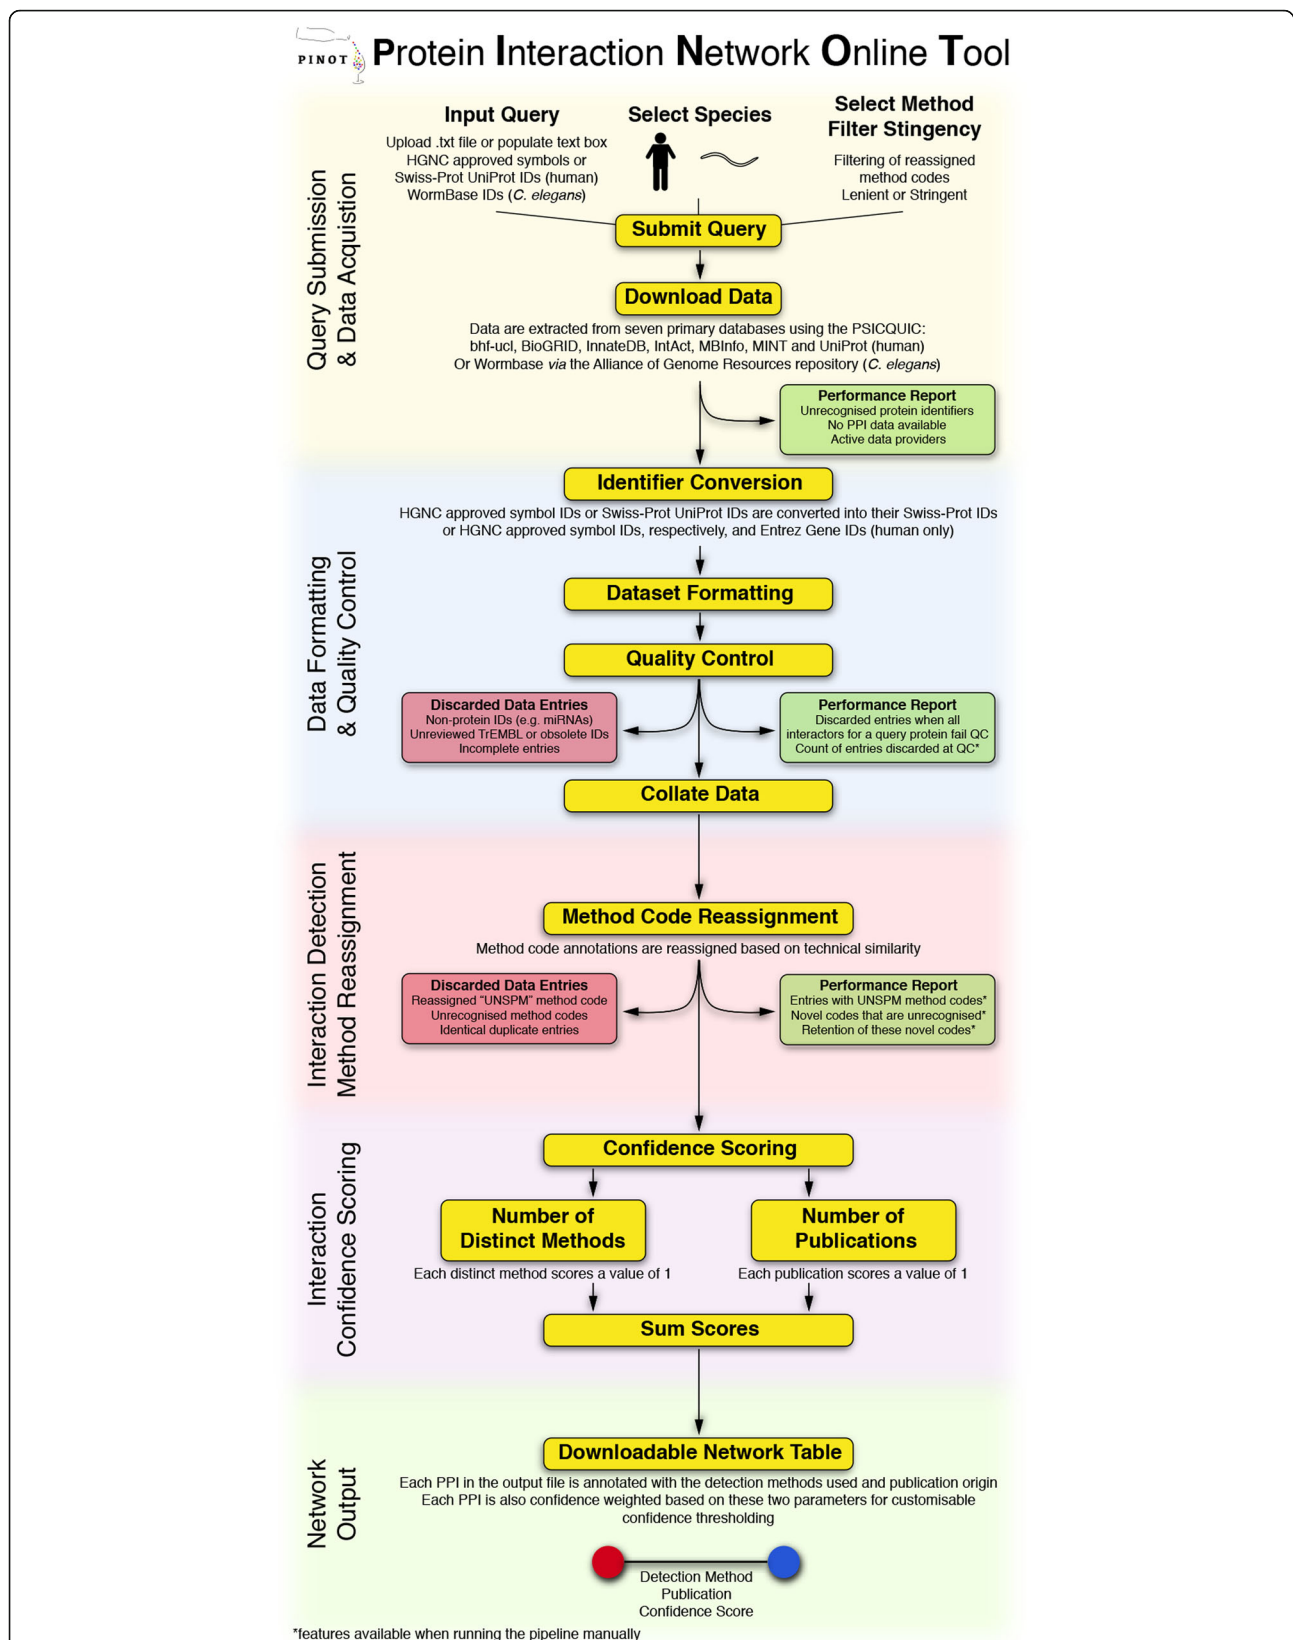 PINOT
Protein Interaction Network Online Tool
Query Submission
& Data Acquistion
Input Query
Upload .txt file or populate text box
HGNC approved symbols or
Swiss-Prot UniProt IDs (human)
WormBase IDs (C. elegans)
Select Species
Select Method
Filter Stingency
Filtering of reassigned
method codes
Lenient or Stringent
Submit Query
Download Data
Data are extracted from seven primary databases using the PSICQUIC:
bhf-ucl, BioGRID, InnateDB, IntAct, MBInfo, MINT and UniProt (human)
Or Wormbase via the Alliance of Genome Resources repository (C. elegans)
Performance Report
Unrecognised protein identifiers
No PPI data available
Active data providers
Data Formatting
& Quality Control
Identifier Conversion
HGNC approved symbol IDs or Swiss-Prot UniProt IDs are converted into their Swiss-Prot IDs
or HGNC approved symbol IDs, respectively, and Entrez Gene IDs (human only)
Dataset Formatting
Quality Control
Discarded Data Entries
Non-protein IDs (e.g. miRNAs)
Unreviewed TrEMBL or obsolete IDs
Incomplete entries
Performance Report
Discarded entries when all
interactors for a query protein fail QC
Count of entries discarded at QC*
Collate Data
Interaction Detection
Method Reassignment
Method Code Reassignment
Method code annotations are reassigned based on technical similarity
Discarded Data Entries
Reassigned “UNSPM” method code
Unrecognised method codes
Identical duplicate entries
Performance Report
Entries with UNSPM method codes*
Novel codes that are unrecognised*
Retention of these novel codes*
Interaction
Confidence Scoring
Confidence Scoring
Number of
Distinct Methods
Each distinct method scores a value of 1
Number of
Publications
Each publication scores a value of 1
Sum Scores
Network
Output
Downloadable Network Table
Each PPI in the output file is annotated with the detection methods used and publication origin
Each PPI is also confidence weighted based on these two parameters for customisable
confidence thresholding
Detection Method
Publication
Confidence Score
*features available when running the pipeline manually